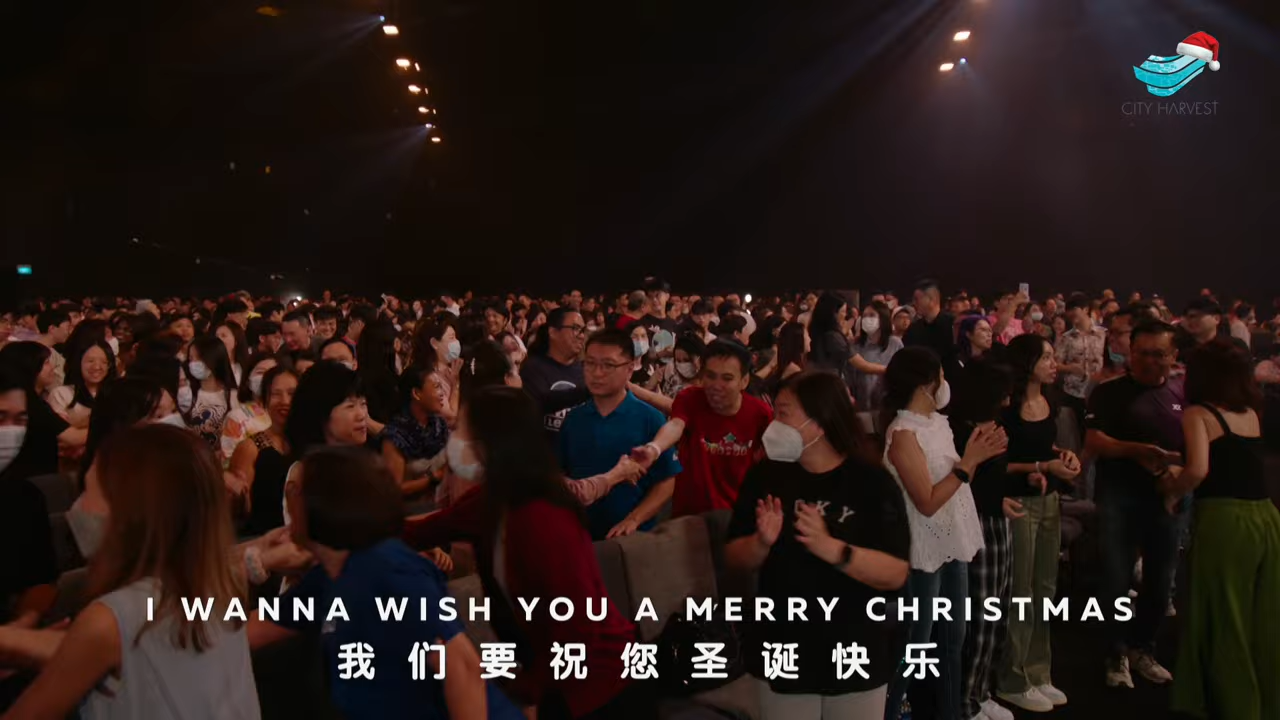 CITY HARVEST
I WANNA WISH YOU A MERRY CHRISTMAS
我们要祝您圣诞快乐